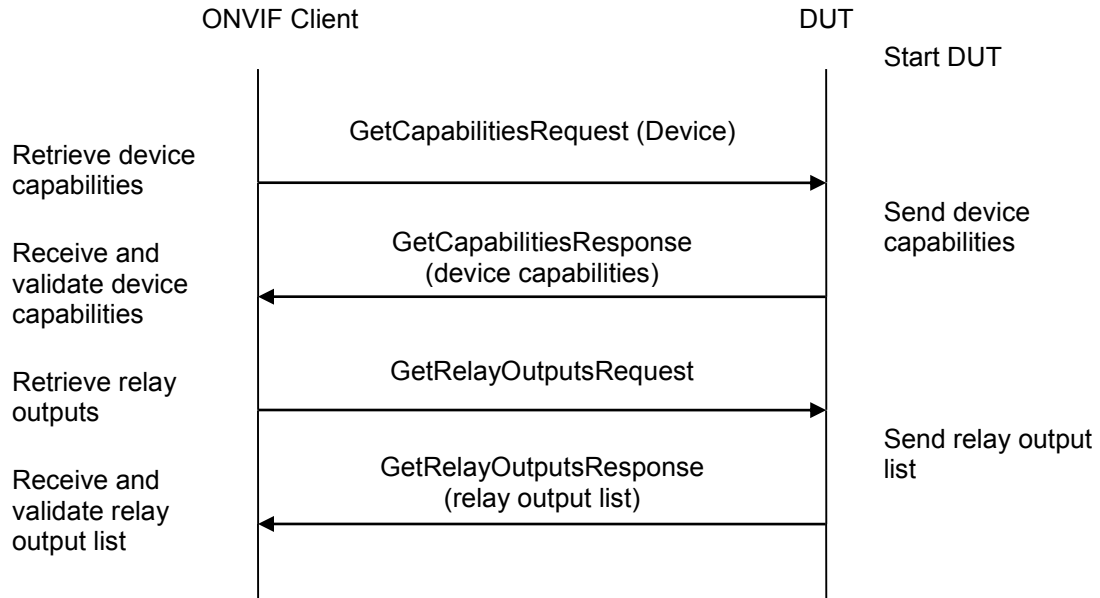 ONVIF Client
DUT
Start DUT
GetCapabilitiesRequest (Device)
Retrieve device
capabilities
Send device
capabilities
GetCapabilitiesResponse
(device capabilities)
Receive and
validate device
capabilities
GetRelayOutputsRequest
Retrieve relay
outputs
Send relay output
list
GetRelayOutputsResponse
(relay output list)
Receive and
validate relay
output list